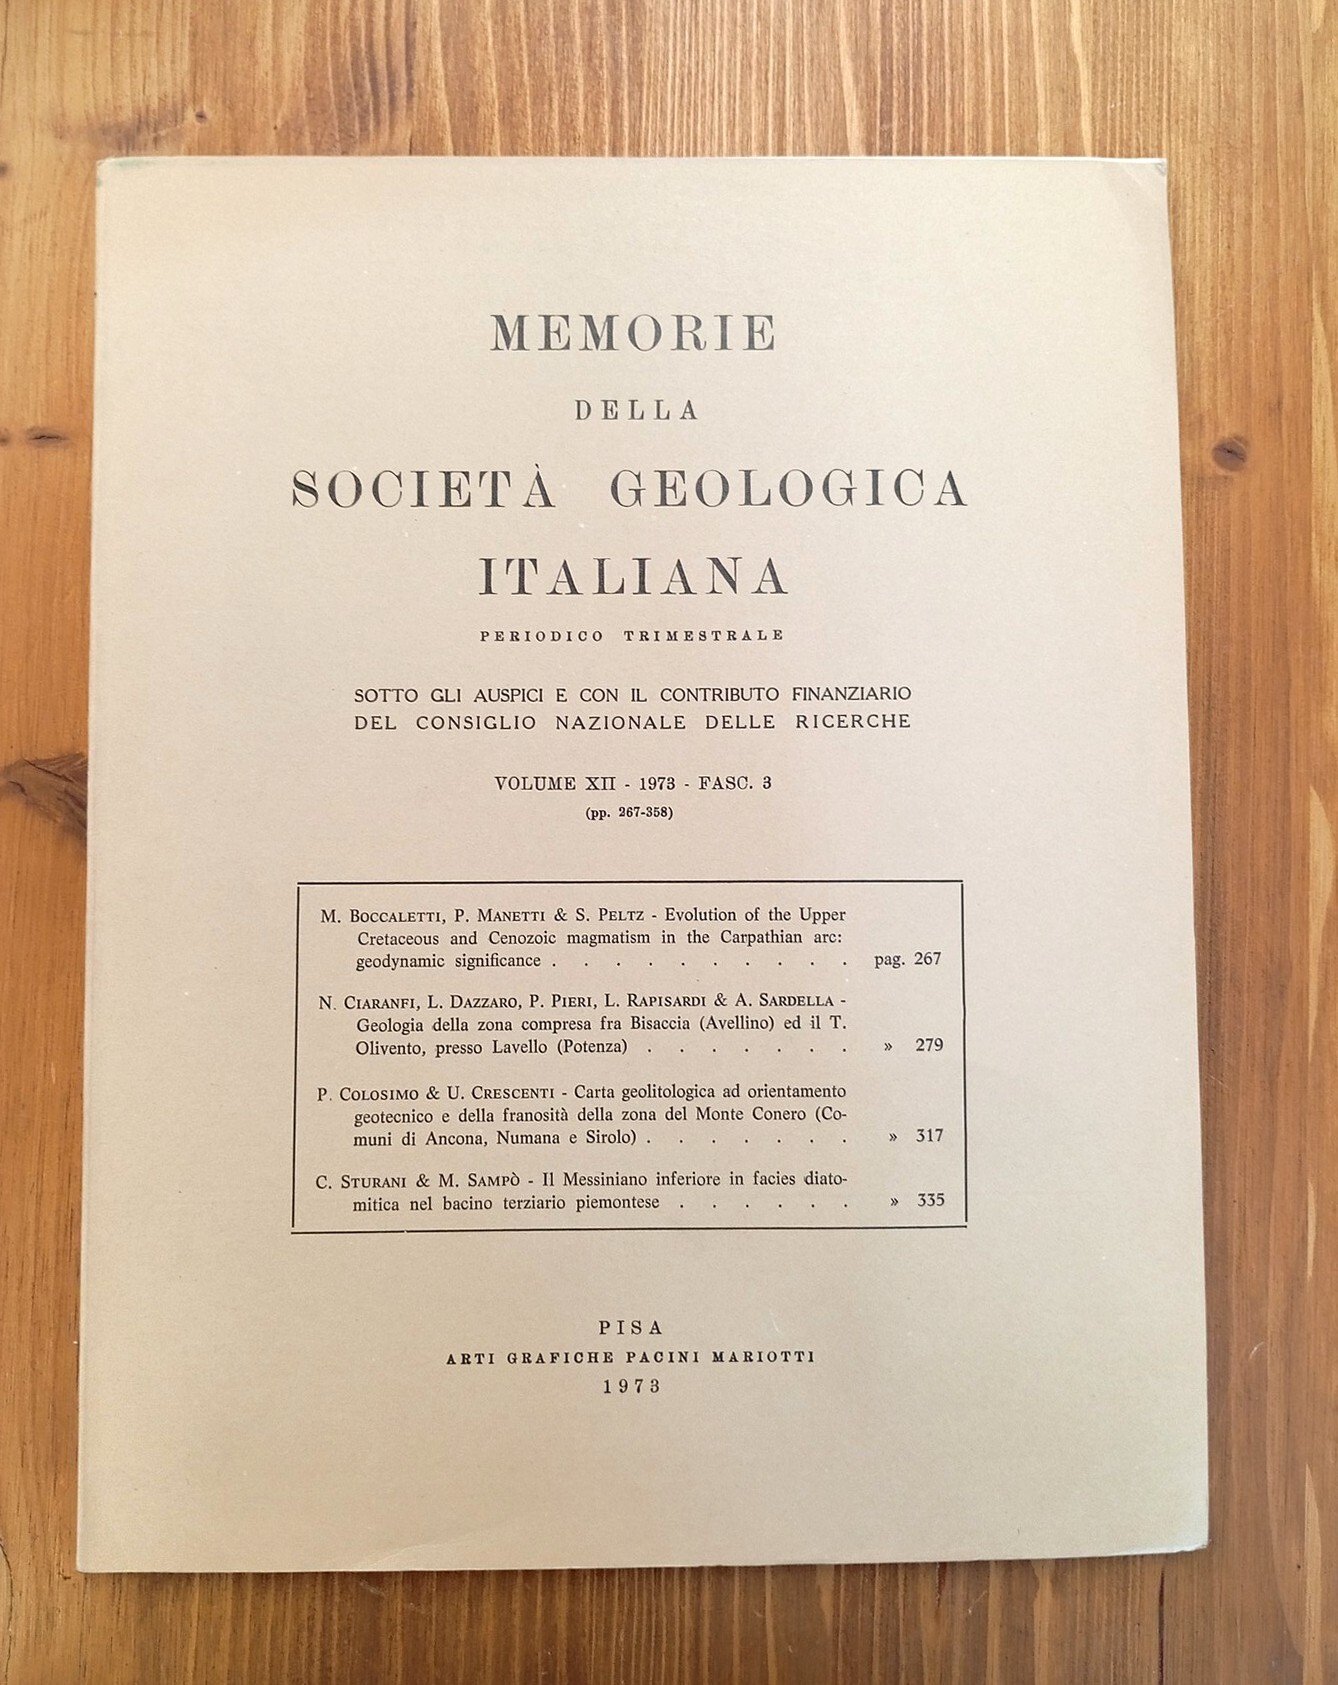 MEMORIE
DELLA
SOCIETÀ GEOLOGICA
ITALIANA
PERIODICO TRIMESTRALE
SOTTO GLI AUSPICI E CON IL CONTRIBUTO FINANZIARIO
DEL CONSIGLIO NAZIONALE DELLE RICERCHE
VOLUME XII - 1973 - FASC. 3
(pp. 267-358)
M. BOCCALETTI, P. MANETTI & S. PELTZ - Evolution of the Upper
Cretaceous and Cenozoic magmatism in the Carpathian arc:
geodynamic significance . . . . . . . . . . pag. 267
N. CIARANFI, L. DAZZARO, P. PIERI, L. RAPISARDI & A. SARDELLA -
Geologia della zona compresa fra Bisaccia (Avellino) ed il T.
Olivento, presso Lavello (Potenza) . . . . . . . » 279
P. COLOSIMO & U. CRESCENTI - Carta geolitologica ad orientamento
geotecnico e della franosità della zona del Monte Conero (Co-
muni di Ancona, Numana e Sirolo) . . . . . . . » 317
C. STURANI & M. SAMPÒ - Il Messiniano inferiore in facies diato-
mitica nel bacino terziario piemontese . . . . . . » 335
PISA
ARTI GRAFICHE PACINI MARIOTTI
1973